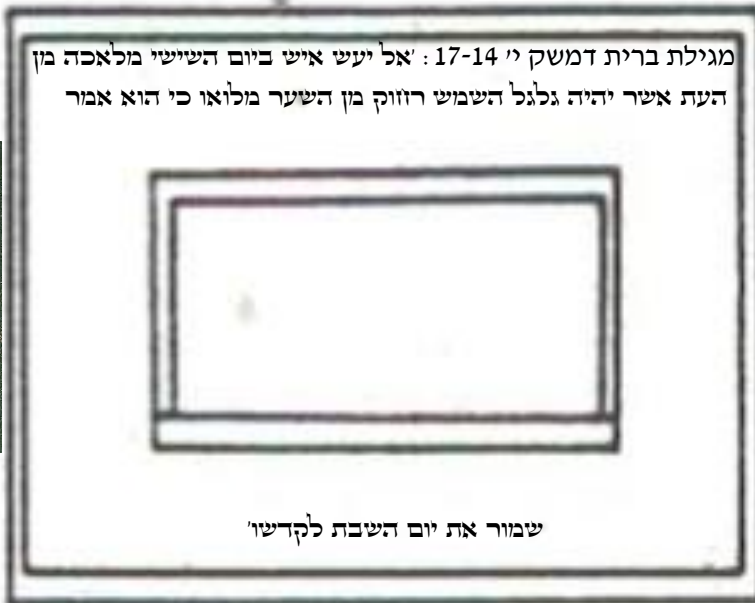 מגילת ברית דמשק י' 17-14: 'אל יעש איש ביום השישי מלאכה מן
העת אשר יהיה גלגל השמש רחוק מן השער מלואו כי הוא אמר
שמור את יום השבת לקדשו'